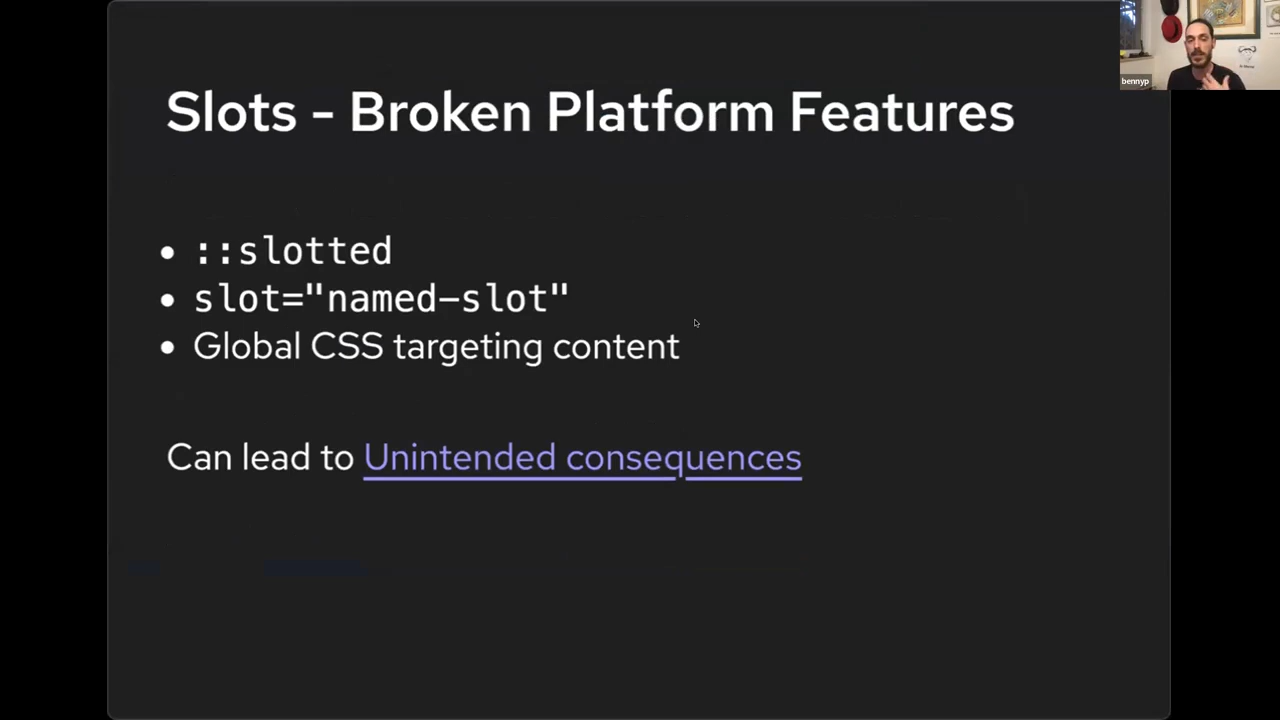 Slots - Broken Platform Features
::slotted
slot="named-slot"
Global CSS targeting content
Can lead to Unintended consequences
bennyp